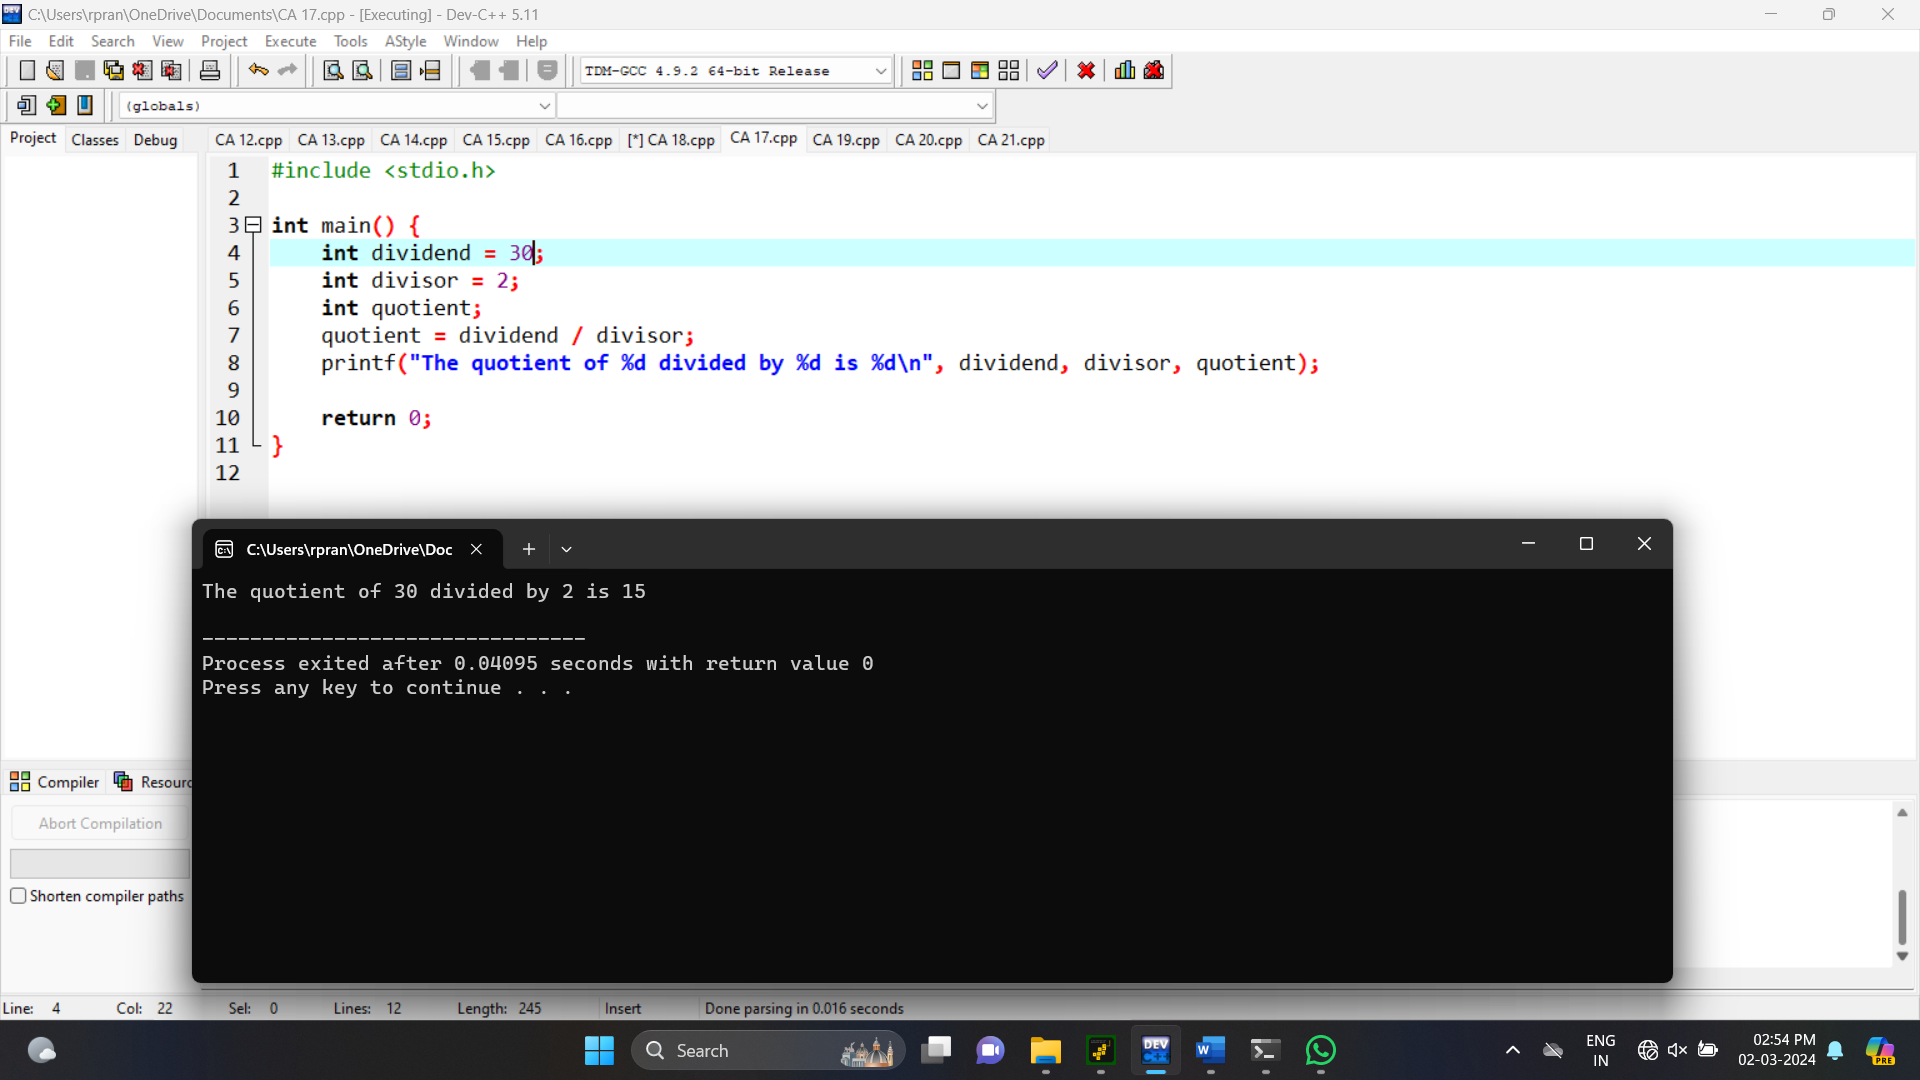 C:\Users\rpran\OneDrive\Documents\CA 17.cpp - [Executing] - Dev-C++ 5.11
File Edit Search View Project Execute Tools AStyle Window Help
TDM-GCC 4.9.2 64-bit Release
(globals)
Project Classes Debug
CA 12.cpp CA 13.cpp CA 14.cpp CA 15.cpp CA 16.cpp [*] CA 18.cpp CA 17.cpp CA 19.cpp CA 20.cpp CA 21.cpp
1 #include <stdio.h>
2
3 int main() {
4 int dividend = 30;
5 int divisor = 2;
6 int quotient;
7 quotient = dividend / divisor;
8 printf("The quotient of %d divided by %d is %d\n", dividend, divisor, quotient);
9
10 return 0;
11 }
12
C:\Users\rpran\OneDrive\Doc
The quotient of 30 divided by 2 is 15
--------------------------------
Process exited after 0.04095 seconds with return value 0
Press any key to continue . . .
Compiler Resourc
Abort Compilation
Shorten compiler paths
Line: 4 Col: 22 Sel: 0 Lines: 12 Length: 245 Insert Done parsing in 0.016 seconds
Search
DEV
W
PRE
ENG
IN
02:54 PM
02-03-2024